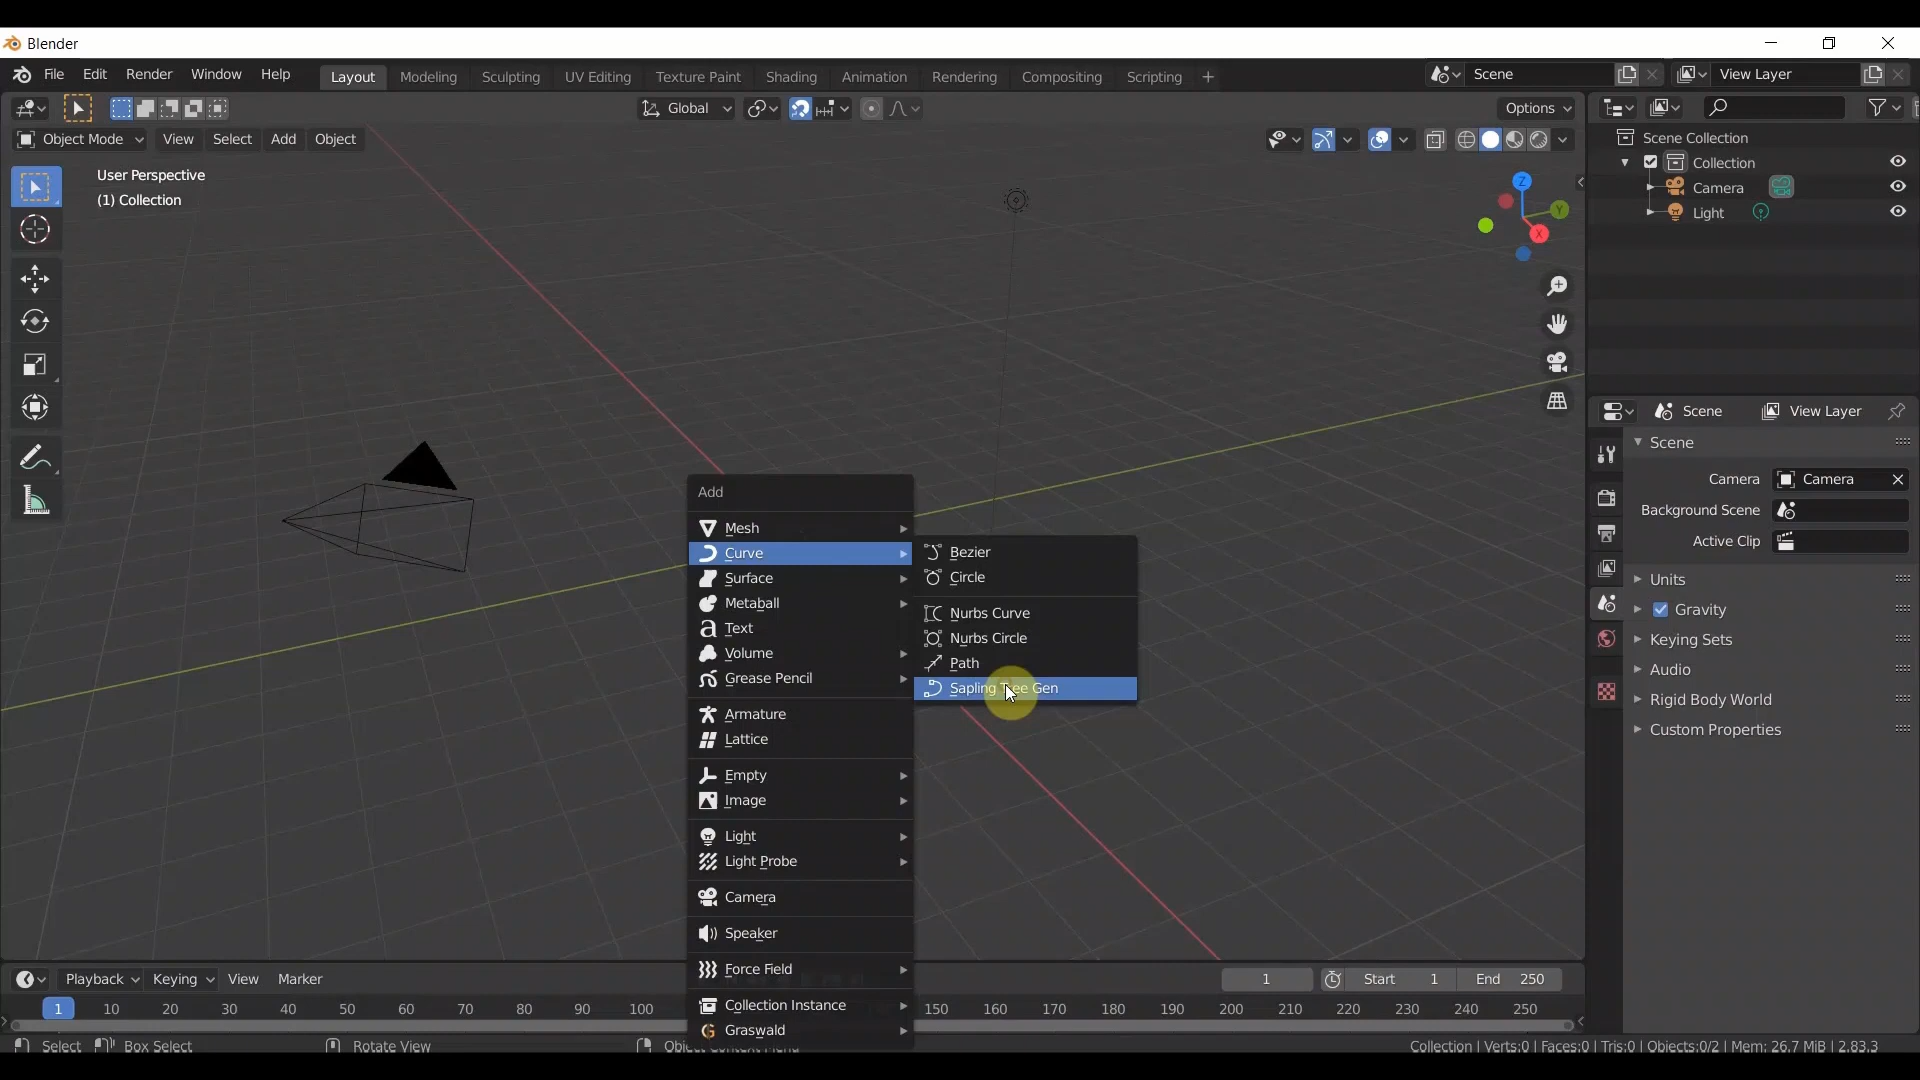 Blender
File Edit Render Window Help Layout Modeling Sculpting UV Editing Texture Paint Shading Animation Rendering Compositing Scripting + Scene View Layer
Global Options
Object Mode View Select Add Object
User Perspective
(1) Collection
Z
Y
X
Scene Collection
Collection
Camera
Light
Add
Mesh
Curve
Surface
Metaball
Text
Volume
Grease Pencil
Armature
Lattice
Empty
Image
Light
Light Probe
Camera
Speaker
Force Field
Collection Instance
Graswald
Bezier
Circle
Nurbs Curve
Nurbs Circle
Path
Sapling Tree Gen
Scene View Layer
Scene
Camera Camera
Background Scene
Active Clip
Units
Gravity
Keying Sets
Audio
Rigid Body World
Custom Properties
Playback Keying View Marker 1 Start 1 End 250
1 10 20 30 40 50 60 70 80 90 100 150 160 170 180 190 200 210 220 230 240 250
Select Box Select Rotate View Object Context Menu Collection | Verts:0 | Faces:0 | Tris:0 | Objects:0/2 | Mem: 26.7 MiB | 2.83.3